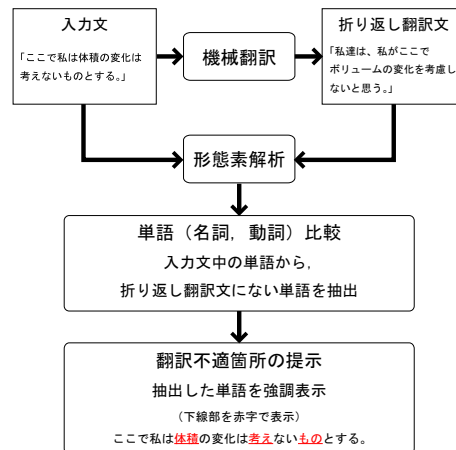 入力文
「ここで私は体積の変化は
考えないものとする。」
機械翻訳
折り返し翻訳文
「私達は、私がここで
ボリュームの変化を考慮し
ないと思う。」
形態素解析
単語（名詞，動詞）比較
入力文中の単語から，
折り返し翻訳文にない単語を抽出
翻訳不適箇所の提示
抽出した単語を強調表示
（下線部を赤字で表示）
ここで私は体積の変化は考えないものとする。